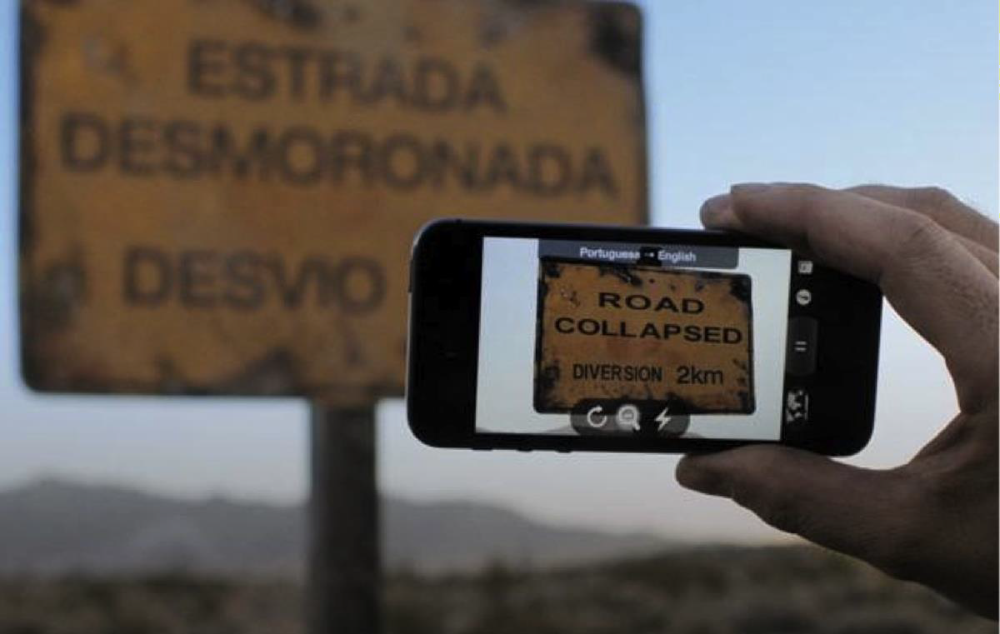 ESTRADA
DESMORONADA
DESVIO
Portuguese → English
ROAD
COLLAPSED
DIVERSION 2km